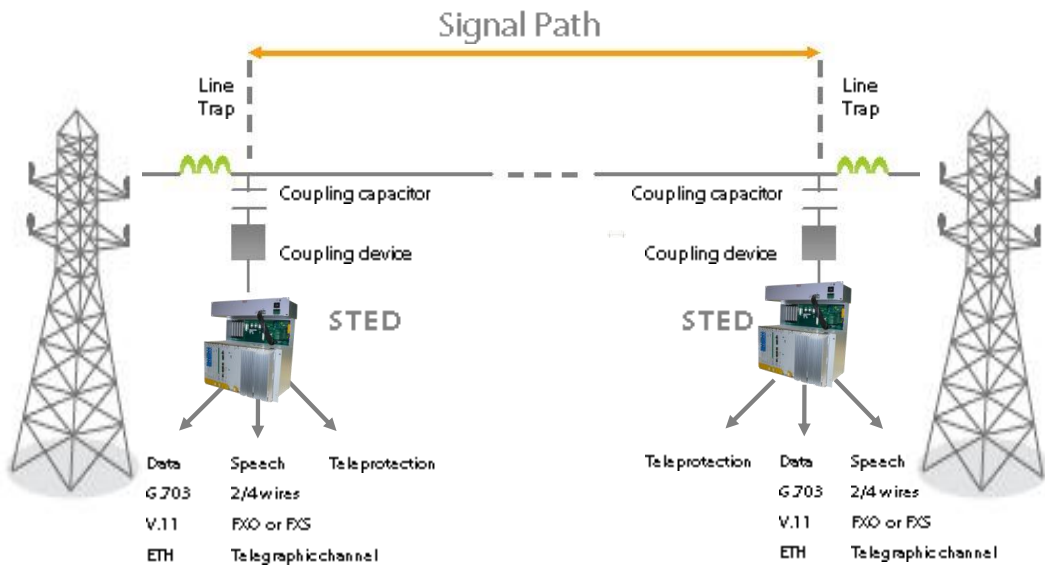 Signal Path
Line
Trap
Line
Trap
Coupling capacitor
Coupling capacitor
Coupling device
Coupling device
STED
STED
Data Speech Teleprotection
G.703 2/4 wires
V.11 FXO or FXS
ETH Telegraphic channel
Teleprotection Data Speech
G.703 2/4 wires
V.11 FXO or FXS
ETH Telegraphic channel